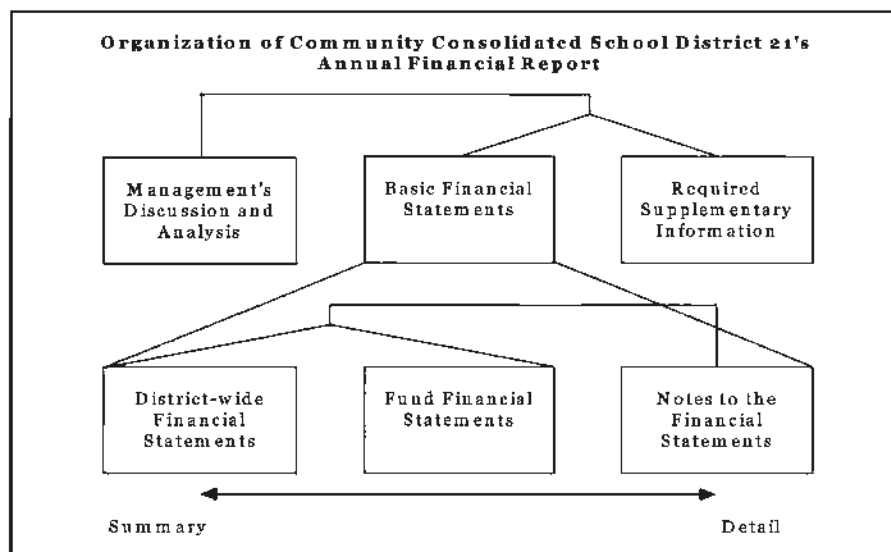 Organization of Community Consolidated School District 21's
Annual Financial Report
Management's
Discussion and
Analysis
Basic Financial
Statements
Required
Supplementary
Information
District-wide
Financial
Statements
Fund Financial
Statements
Notes to the
Financial
Statements
Summary
Detail